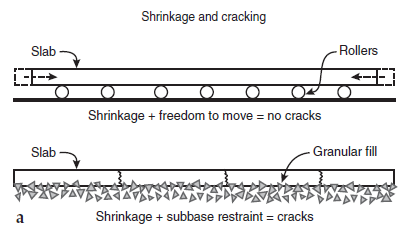 Shrinkage and cracking
Slab
Rollers
Shrinkage + freedom to move = no cracks
Slab
Granular fill
a
Shrinkage + subbase restraint = cracks